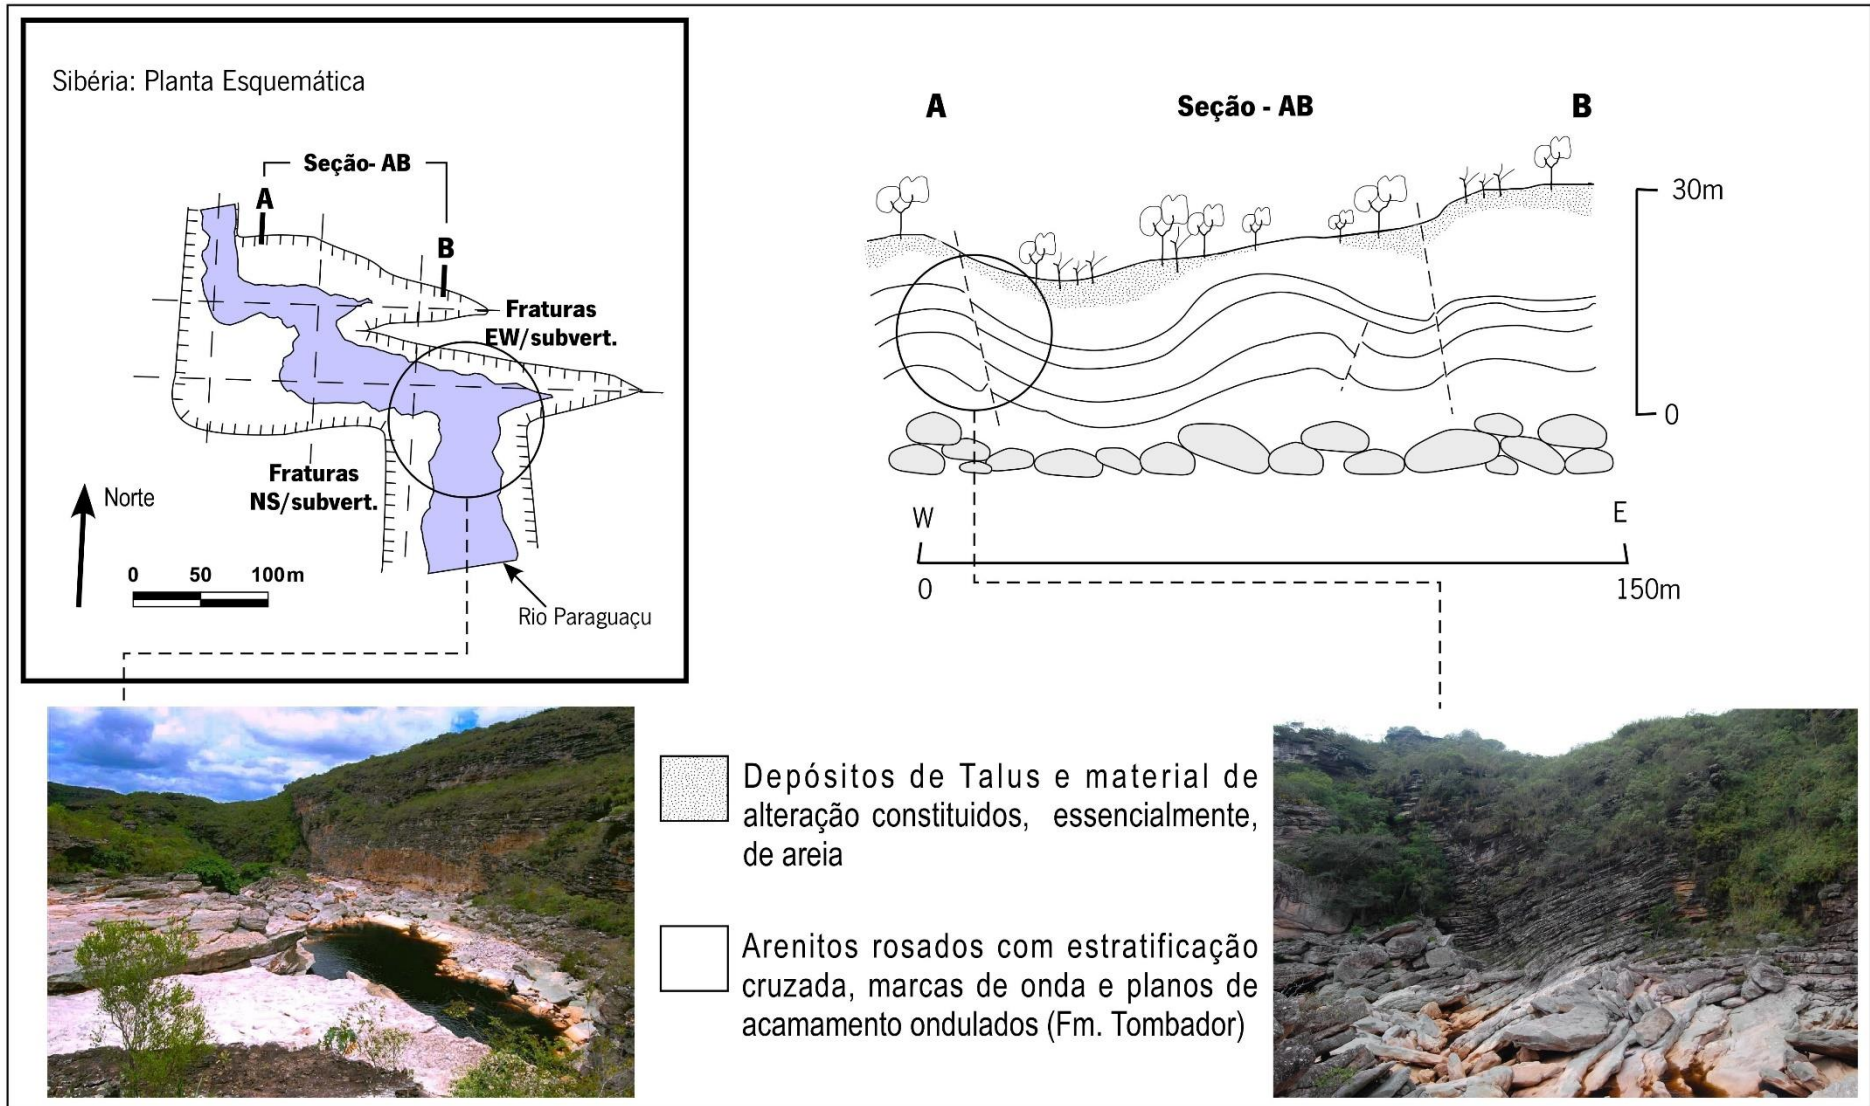 Sibéria: Planta Esquemática
Seção- AB
A
B
Fraturas
EW/subvert.
Fraturas
NS/subvert.
Norte
0 50 100m
Rio Paraguaçu
A Seção - AB B
30m
0
W E
0 150m
Depósitos de Talus e material de
alteração constituidos, essencialmente,
de areia
Arenitos rosados com estratificação
cruzada, marcas de onda e planos de
acamamento ondulados (Fm. Tombador)